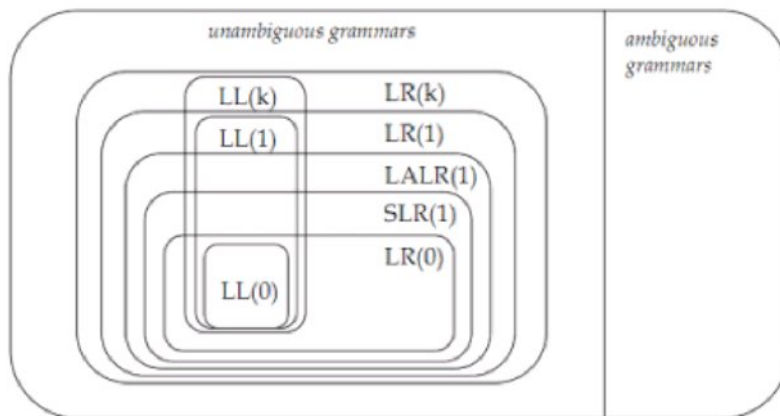 unambiguous grammars
ambiguous
grammars
LL(k)
LR(k)
LL(1)
LR(1)
LALR(1)
SLR(1)
LR(0)
LL(0)